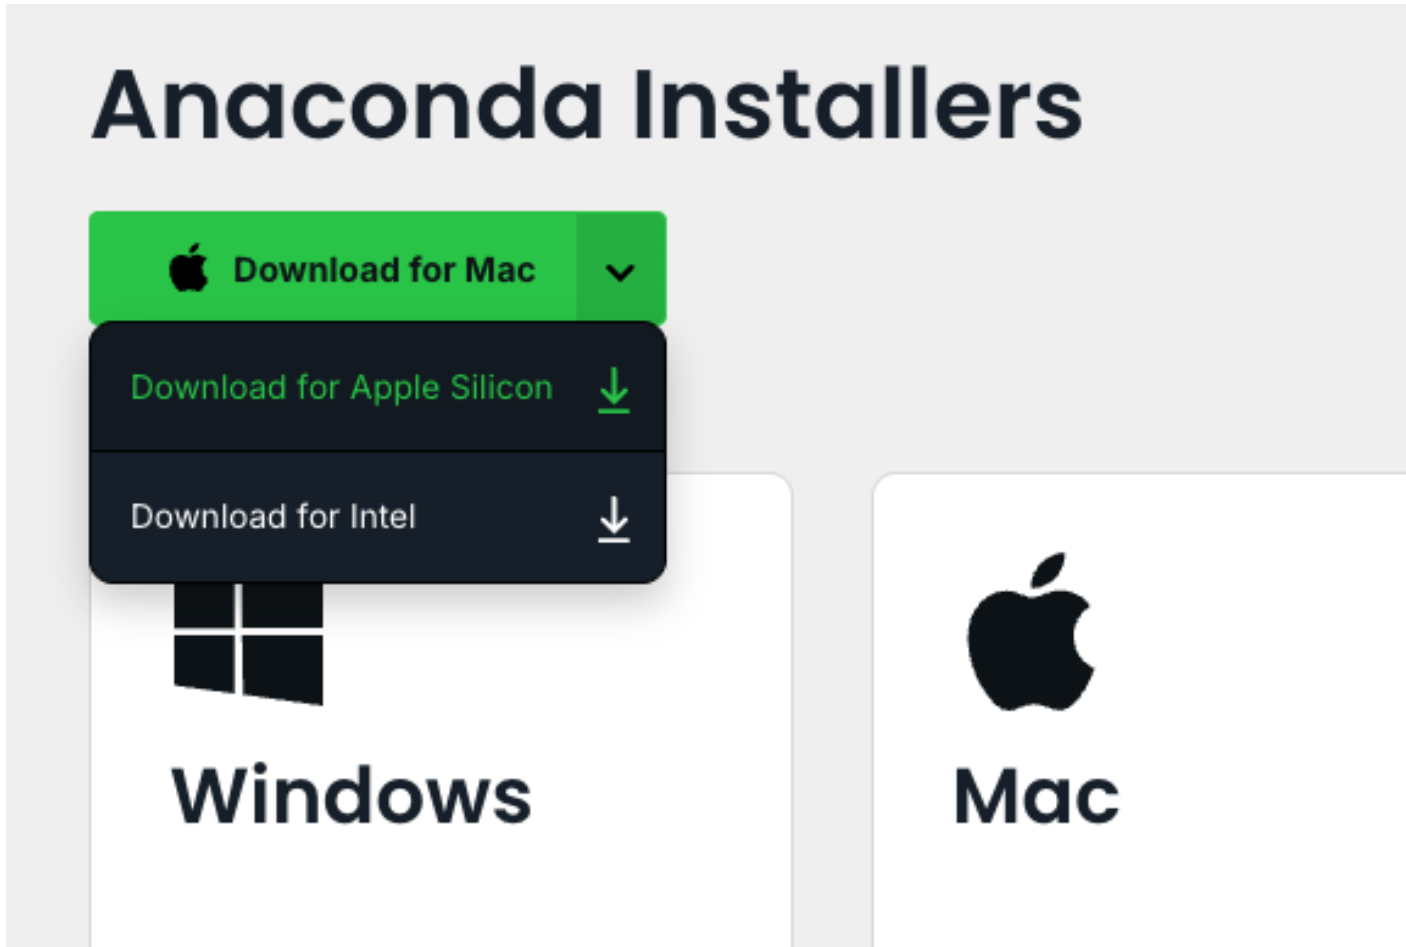 Anaconda Installers
Download for Mac
Download for Apple Silicon
Download for Intel
Windows
Mac